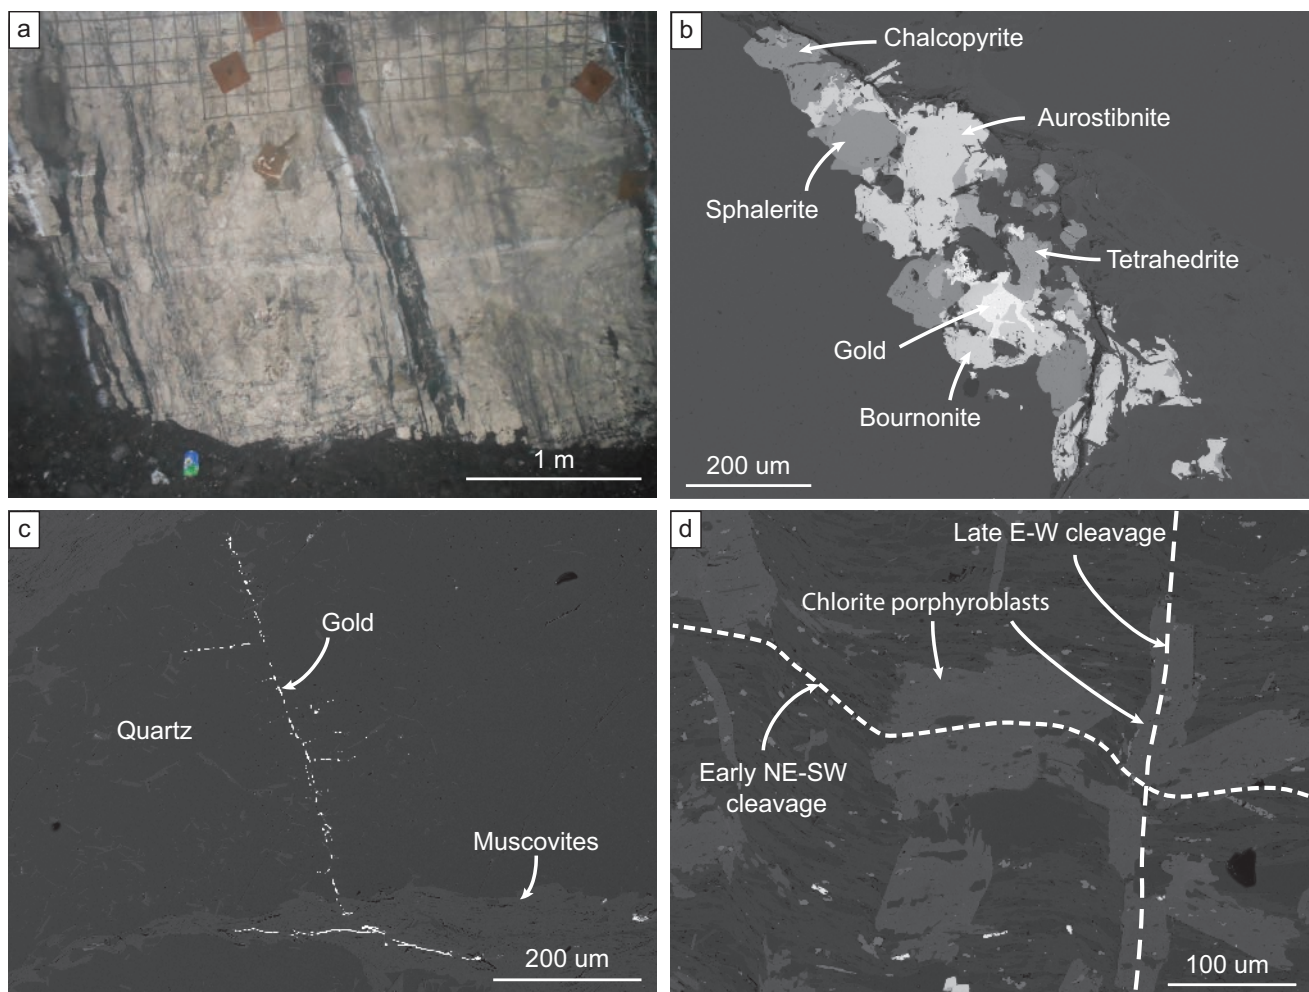 a
1 m
b
Chalcopyrite
Aurostibnite
Sphalerite
Tetrahedrite
Gold
Bournonite
200 um
c
Gold
Quartz
Muscovites
200 um
d
Late E-W cleavage
Chlorite porphyroblasts
Early NE-SW
cleavage
100 um